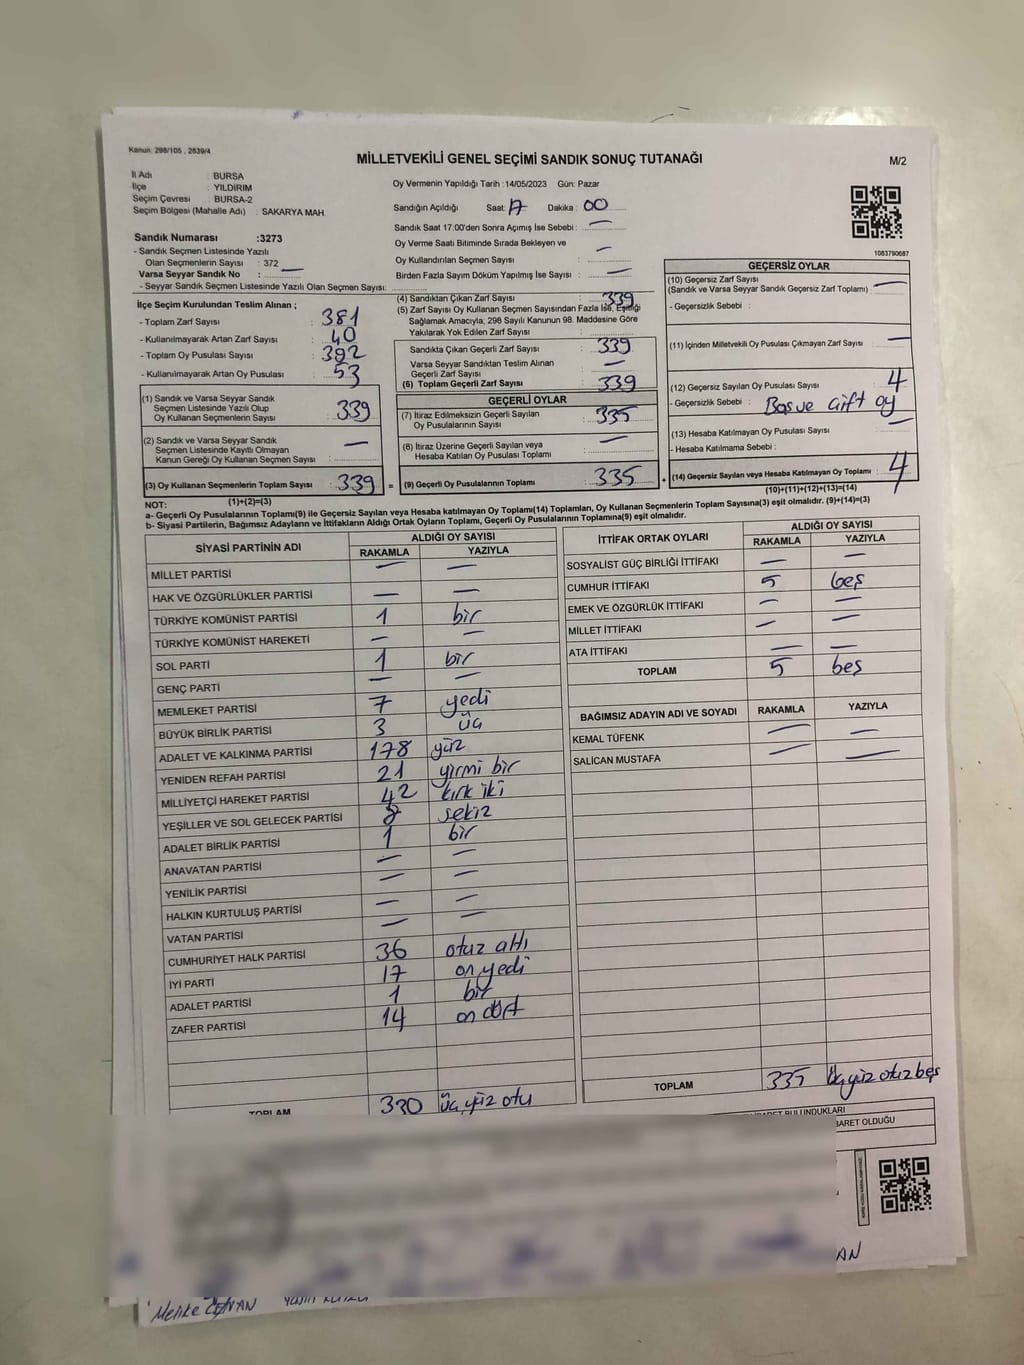 Kanun: 298/105 , 2839/4
MİLLETVEKİLİ GENEL SEÇİMİ SANDIK SONUÇ TUTANAĞI
M/2
İl Adı : BURSA
İlçe : YILDIRIM
Seçim Çevresi : BURSA-2
Seçim Bölgesi (Mahalle Adı) : SAKARYA MAH.
Sandık Numarası :3273
- Sandık Seçmen Listesinde Yazılı
Olan Seçmenlerin Sayısı : 372
Varsa Seyyar Sandık No : —
- Seyyar Sandık Seçmen Listesinde Yazılı Olan Seçmen Sayısı:
Oy Vermenin Yapıldığı Tarih :14/05/2023 Gün: Pazar
Sandığın Açıldığı Saat: 17 Dakika : 00
Sandık Saat 17:00'den Sonra Açılmış İse Sebebi : —
Oy Verme Saati Bitiminde Sırada Bekleyen ve
Oy Kullandırılan Seçmen Sayısı : —
Birden Fazla Sayım Döküm Yapılmış İse Sayısı : —
1083790687
İlçe Seçim Kurulundan Teslim Alınan ;
- Toplam Zarf Sayısı : 381
- Kullanılmayarak Artan Zarf Sayısı : 40
- Toplam Oy Pusulası Sayısı : 392
- Kullanılmayarak Artan Oy Pusulası : 53
(1) Sandık ve Varsa Seyyar Sandık
Seçmen Listesinde Yazılı Olup
Oy Kullanan Seçmenlerin Sayısı : 339
(2) Sandık ve Varsa Seyyar Sandık
Seçmen Listesinde Kayıtlı Olmayan
Kanun Gereği Oy Kullanan Seçmen Sayısı : —
(3) Oy Kullanan Seçmenlerin Toplam Sayısı : 339
(1)+(2)=(3)
(4) Sandıktan Çıkan Zarf Sayısı : 339
(5) Zarf Sayısı Oy Kullanan Seçmen Sayısından Fazla İse, Eşitliği
Sağlamak Amacıyla, 298 Sayılı Kanunun 98. Maddesine Göre
Yakılarak Yok Edilen Zarf Sayısı :
Sandıkta Çıkan Geçerli Zarf Sayısı : 339
Varsa Seyyar Sandıktan Teslim Alınan
Geçerli Zarf Sayısı : —
(6) Toplam Geçerli Zarf Sayısı : 339
GEÇERLİ OYLAR
(7) İtiraz Edilmeksizin Geçerli Sayılan
Oy Pusulalarının Sayısı : 335
(8) İtiraz Üzerine Geçerli Sayılan veya
Hesaba Katılan Oy Pusulası Toplamı : —
= (9) Geçerli Oy Pusulalarının Toplamı : 335 +
GEÇERSİZ OYLAR
(10) Geçersiz Zarf Sayısı
(Sandık ve Varsa Seyyar Sandık Geçersiz Zarf Toplamı) : —
- Geçersizlik Sebebi :
(11) İçinden Milletvekili Oy Pusulası Çıkmayan Zarf Sayısı : —
(12) Geçersiz Sayılan Oy Pusulası Sayısı : 4
- Geçersizlik Sebebi : Boş ve Çift oy
(13) Hesaba Katılmayan Oy Pusulası Sayısı : —
- Hesaba Katılmama Sebebi :
(14) Geçersiz Sayılan veya Hesaba Katılmayan Oy Toplamı : 4
(10)+(11)+(12)+(13)=(14)
NOT:
a- Geçerli Oy Pusulalarının Toplamı(9) ile Geçersiz Sayılan veya Hesaba katılmayan Oy Toplamı(14) Toplamları, Oy Kullanan Seçmenlerin Toplam Sayısına(3) eşit olmalıdır. (9)+(14)=(3)
b- Siyasi Partilerin, Bağımsız Adayların ve İttifakların Aldığı Ortak Oyların Toplamı, Geçerli Oy Pusulalarının Toplamına(9) eşit olmalıdır.
SİYASİ PARTİNİN ADI ALDIĞI OY SAYISI
RAKAMLA YAZIYLA
MİLLET PARTİSİ — —
HAK VE ÖZGÜRLÜKLER PARTİSİ — —
TÜRKİYE KOMÜNİST PARTİSİ 1 bir
TÜRKİYE KOMÜNİST HAREKETİ — —
SOL PARTİ 1 bir
GENÇ PARTİ — —
MEMLEKET PARTİSİ 7 yedi
BÜYÜK BİRLİK PARTİSİ 3 üç
ADALET VE KALKINMA PARTİSİ 178 yüz
YENİDEN REFAH PARTİSİ 21 yirmi bir
MİLLİYETÇİ HAREKET PARTİSİ 42 kırk iki
YEŞİLLER VE SOL GELECEK PARTİSİ 8 sekiz
ADALET BİRLİK PARTİSİ 1 bir
ANAVATAN PARTİSİ — —
YENİLİK PARTİSİ — —
HALKIN KURTULUŞ PARTİSİ — —
VATAN PARTİSİ — —
CUMHURİYET HALK PARTİSİ 36 otuz altı
İYİ PARTİ 17 on yedi
ADALET PARTİSİ 1 bir
ZAFER PARTİSİ 14 on dört
TOPLAM 330 üç yüz otu
İTTİFAK ORTAK OYLARI ALDIĞI OY SAYISI
RAKAMLA YAZIYLA
SOSYALİST GÜÇ BİRLİĞİ İTTİFAKI — —
CUMHUR İTTİFAKI 5 beş
EMEK VE ÖZGÜRLÜK İTTİFAKI — —
MİLLET İTTİFAKI — —
ATA İTTİFAKI — —
TOPLAM 5 beş
BAĞIMSIZ ADAYIN ADI VE SOYADI RAKAMLA YAZIYLA
KEMAL TÜFENK — —
SALİCAN MUSTAFA — —
TOPLAM 335 Üç yüz otuz beş
BULUNDUKLARI
BARET OLDUĞU
Melike